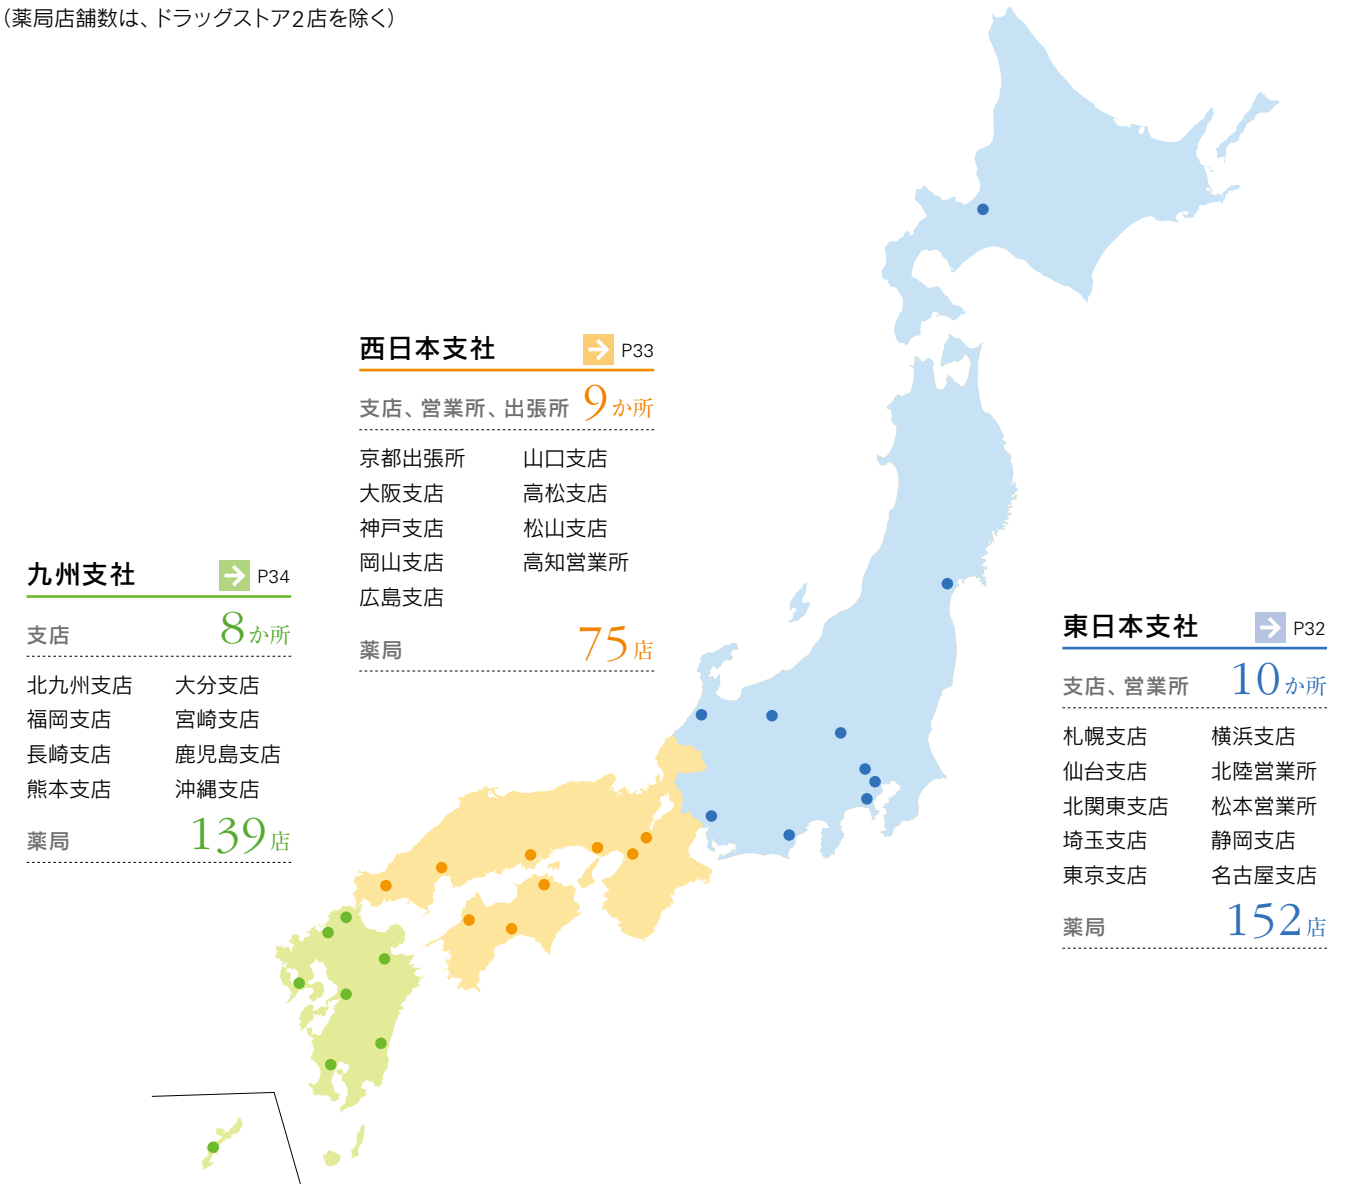 (薬局店舗数は、ドラッグストア2店を除く)
西日本支社 P33
支店、営業所、出張所 9か所
京都出張所 山口支店
大阪支店 高松支店
神戸支店 松山支店
岡山支店 高知営業所
広島支店
薬局 75店
九州支社 P34
支店 8か所
北九州支店 大分支店
福岡支店 宮崎支店
長崎支店 鹿児島支店
熊本支店 沖縄支店
薬局 139店
東日本支社 P32
支店、営業所 10か所
札幌支店 横浜支店
仙台支店 北陸営業所
北関東支店 松本営業所
埼玉支店 静岡支店
東京支店 名古屋支店
薬局 152店